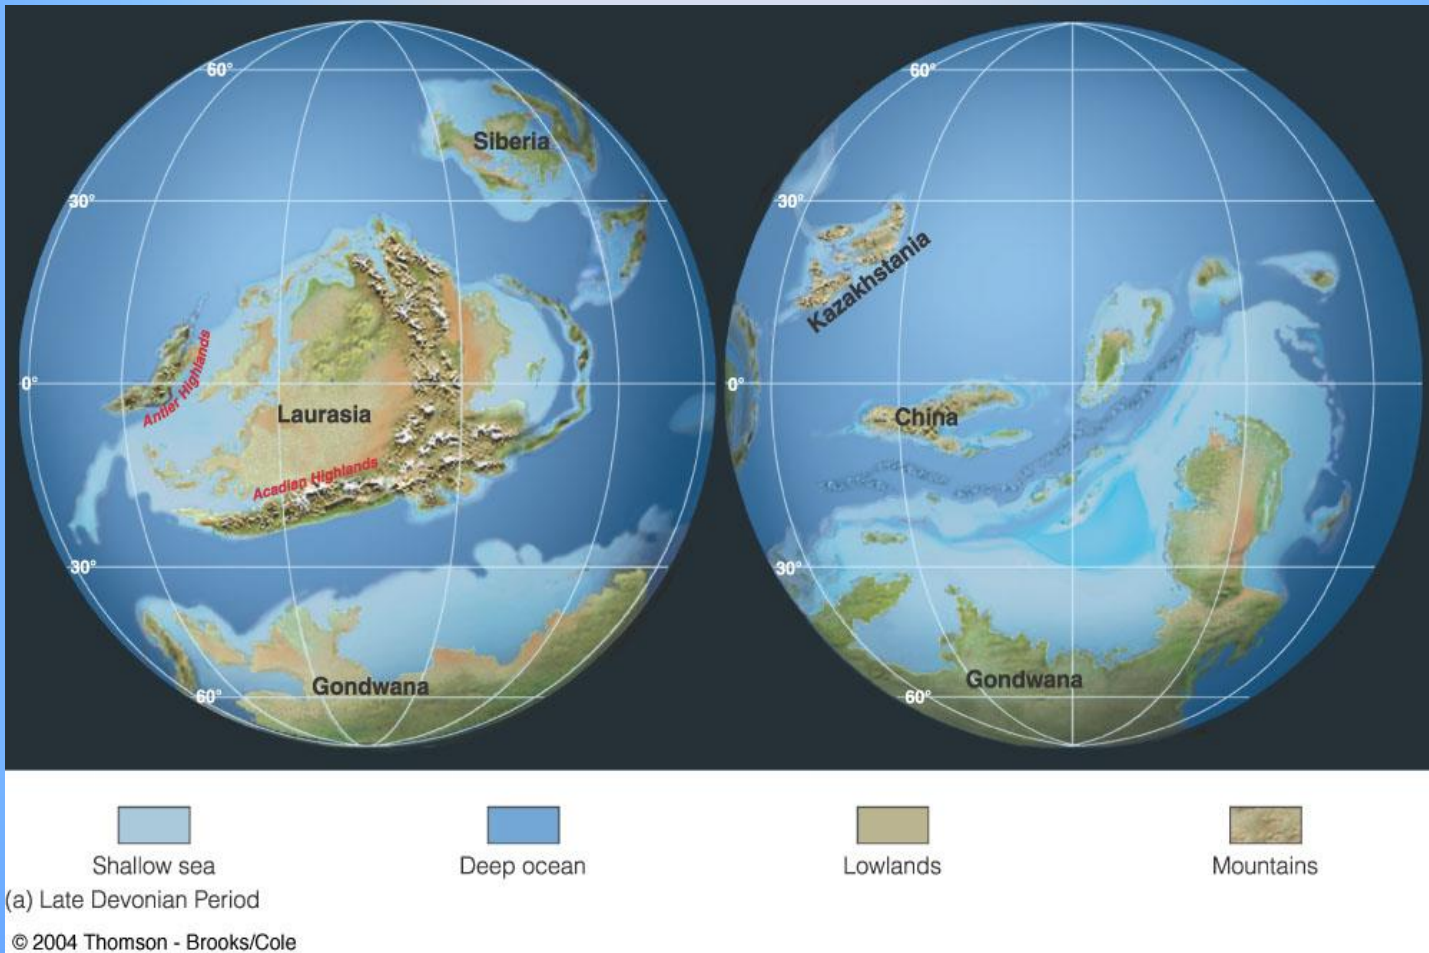 60°
Siberia
30°
Antler Highlands
0°
Laurasia
Acadian Highlands
30°
Gondwana
60°
60°
30°
Kazakhstania
0°
China
30°
Gondwana
60°
Shallow sea
Deep ocean
Lowlands
Mountains
(a) Late Devonian Period
© 2004 Thomson - Brooks/Cole